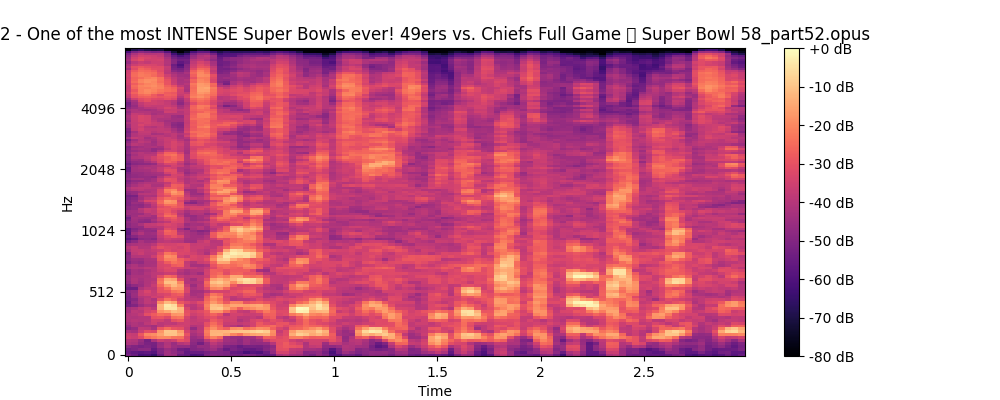 2 - One of the most INTENSE Super Bowls ever! 49ers vs. Chiefs Full Game ▯ Super Bowl 58_part52.opus
+0 dB
-10 dB
-20 dB
-30 dB
-40 dB
-50 dB
-60 dB
-70 dB
-80 dB
Hz
4096
2048
1024
512
0
0
0.5
1
1.5
2
2.5
Time